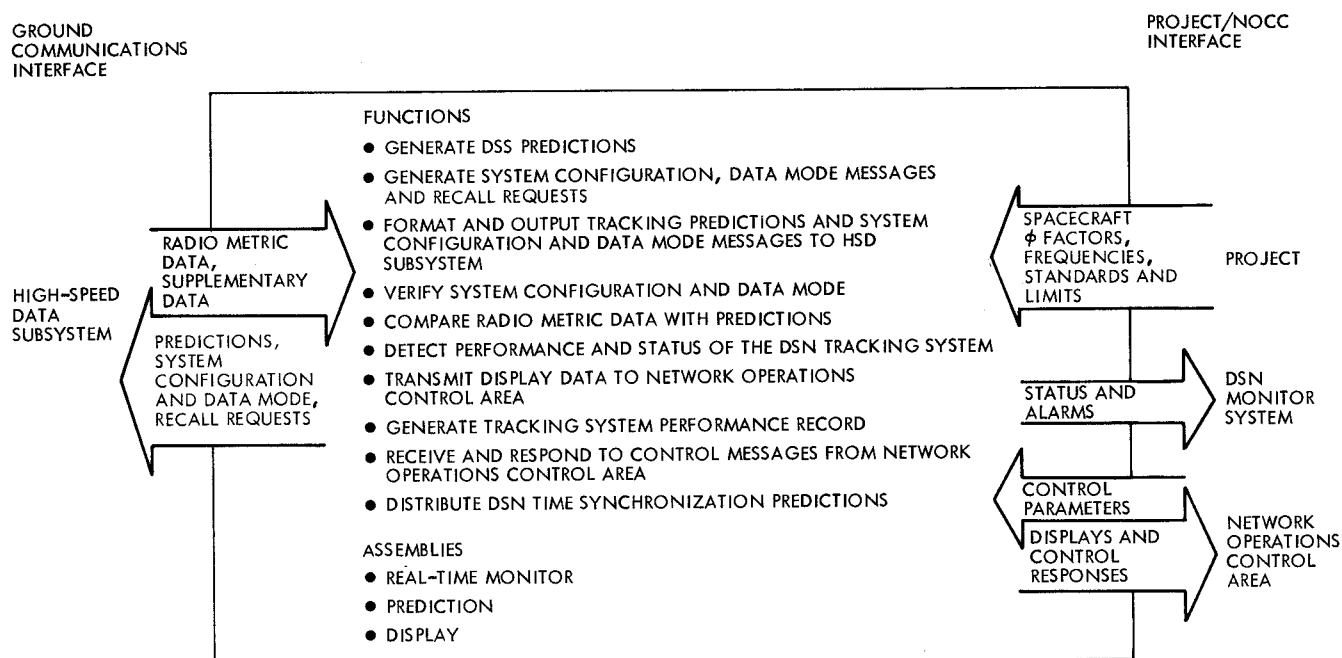 GROUND
COMMUNICATIONS
INTERFACE
PROJECT/NOCC
INTERFACE
FUNCTIONS
● GENERATE DSS PREDICTIONS
● GENERATE SYSTEM CONFIGURATION, DATA MODE MESSAGES
AND RECALL REQUESTS
● FORMAT AND OUTPUT TRACKING PREDICTIONS AND SYSTEM
CONFIGURATION AND DATA MODE MESSAGES TO HSD
SUBSYSTEM
● VERIFY SYSTEM CONFIGURATION AND DATA MODE
● COMPARE RADIO METRIC DATA WITH PREDICTIONS
● DETECT PERFORMANCE AND STATUS OF THE DSN TRACKING SYSTEM
● TRANSMIT DISPLAY DATA TO NETWORK OPERATIONS
CONTROL AREA
● GENERATE TRACKING SYSTEM PERFORMANCE RECORD
● RECEIVE AND RESPOND TO CONTROL MESSAGES FROM NETWORK
OPERATIONS CONTROL AREA
● DISTRIBUTE DSN TIME SYNCHRONIZATION PREDICTIONS
ASSEMBLIES
● REAL-TIME MONITOR
● PREDICTION
● DISPLAY
HIGH-SPEED
DATA
SUBSYSTEM
RADIO METRIC
DATA,
SUPPLEMENTARY
DATA
PREDICTIONS,
SYSTEM
CONFIGURATION
AND DATA MODE,
RECALL REQUESTS
SPACECRAFT
ϕ FACTORS,
FREQUENCIES,
STANDARDS AND
LIMITS
PROJECT
STATUS AND
ALARMS
DSN
MONITOR
SYSTEM
CONTROL
PARAMETERS
DISPLAYS AND
CONTROL
RESPONSES
NETWORK
OPERATIONS
CONTROL
AREA